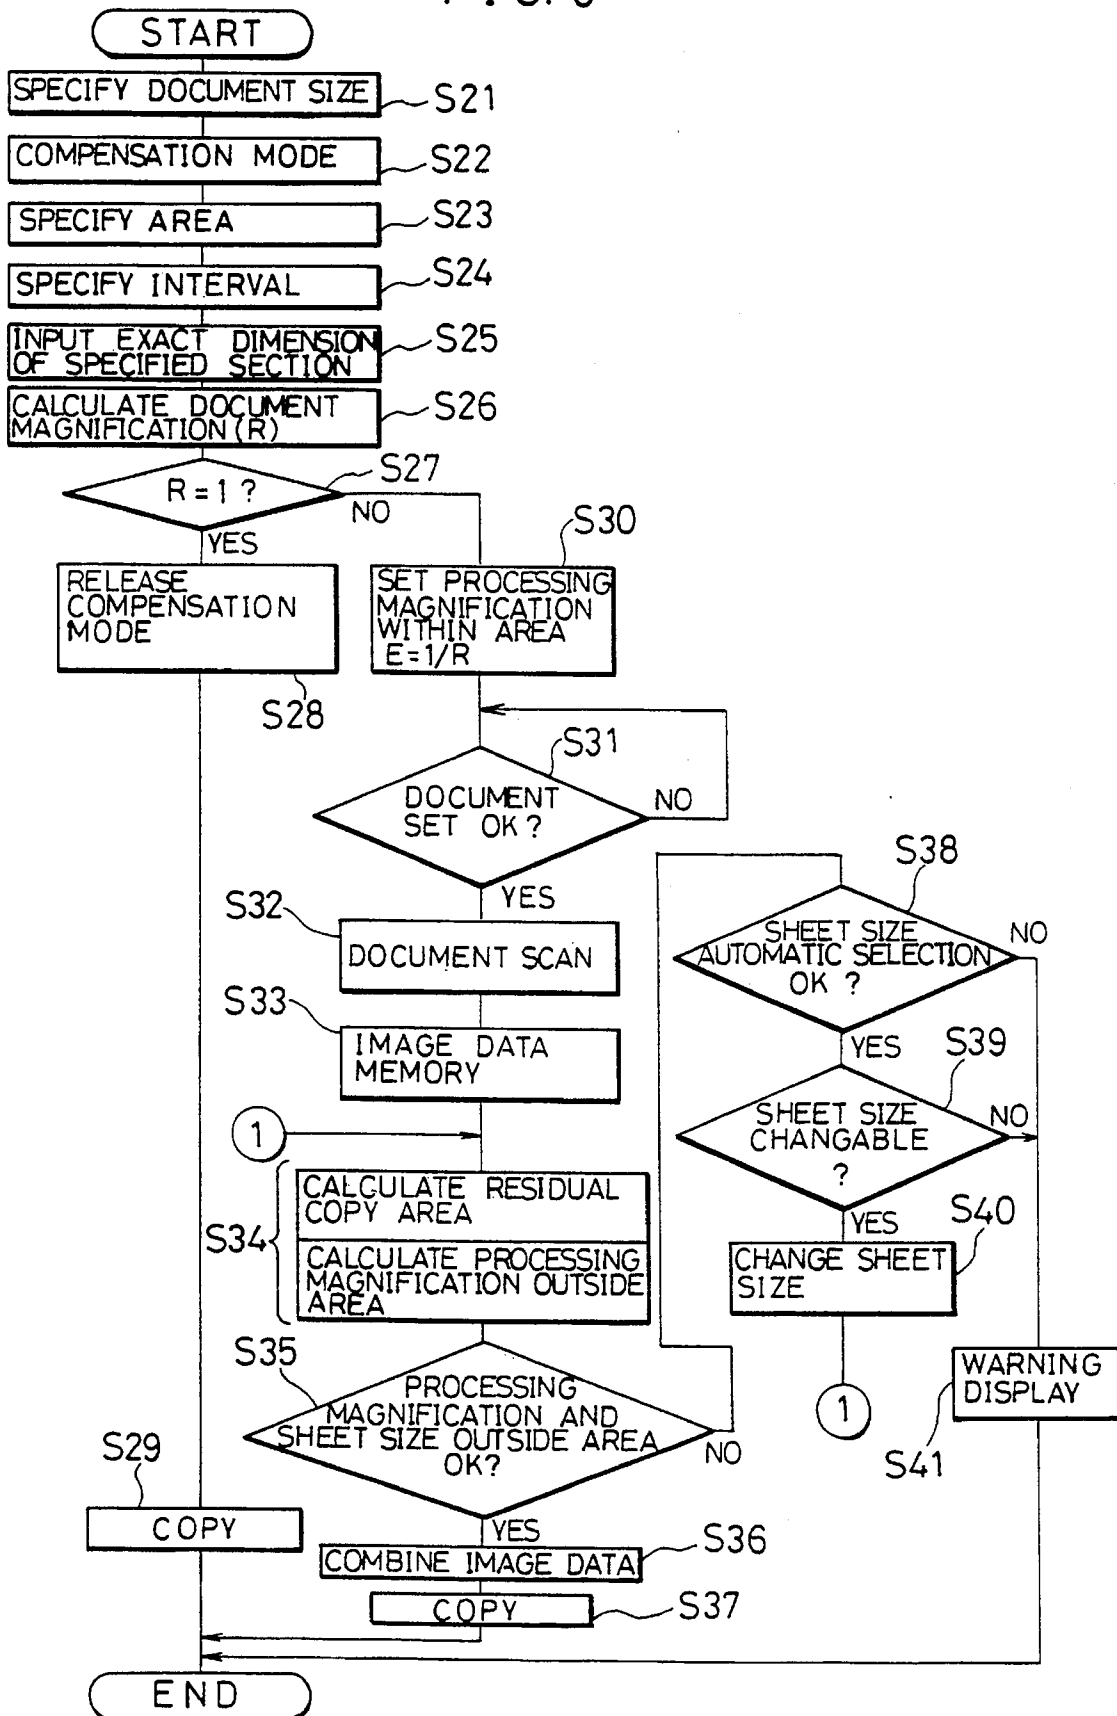 START
SPECIFY DOCUMENT SIZE
S21
COMPENSATION MODE
S22
SPECIFY AREA
S23
SPECIFY INTERVAL
S24
INPUT EXACT DIMENSION
OF SPECIFIED SECTION
S25
CALCULATE DOCUMENT
MAGNIFICATION (R)
S26
R = 1 ?
S27
NO
YES
RELEASE
COMPENSATION
MODE
S28
S30
SET PROCESSING
MAGNIFICATION
WITHIN AREA
E=1/R
S31
DOCUMENT
SET OK?
NO
YES
S32
DOCUMENT SCAN
S33
IMAGE DATA
MEMORY
1
S34
CALCULATE RESIDUAL
COPY AREA
CALCULATE PROCESSING
MAGNIFICATION OUTSIDE
AREA
S35
PROCESSING
MAGNIFICATION AND
SHEET SIZE OUTSIDE AREA
OK?
NO
YES
COMBINE IMAGE DATA
S36
COPY
S37
S29
COPY
S38
SHEET SIZE
AUTOMATIC SELECTION
OK ?
NO
YES
S39
SHEET SIZE
CHANGABLE
?
NO
YES
S40
CHANGE SHEET
SIZE
1
WARNING
DISPLAY
S41
END